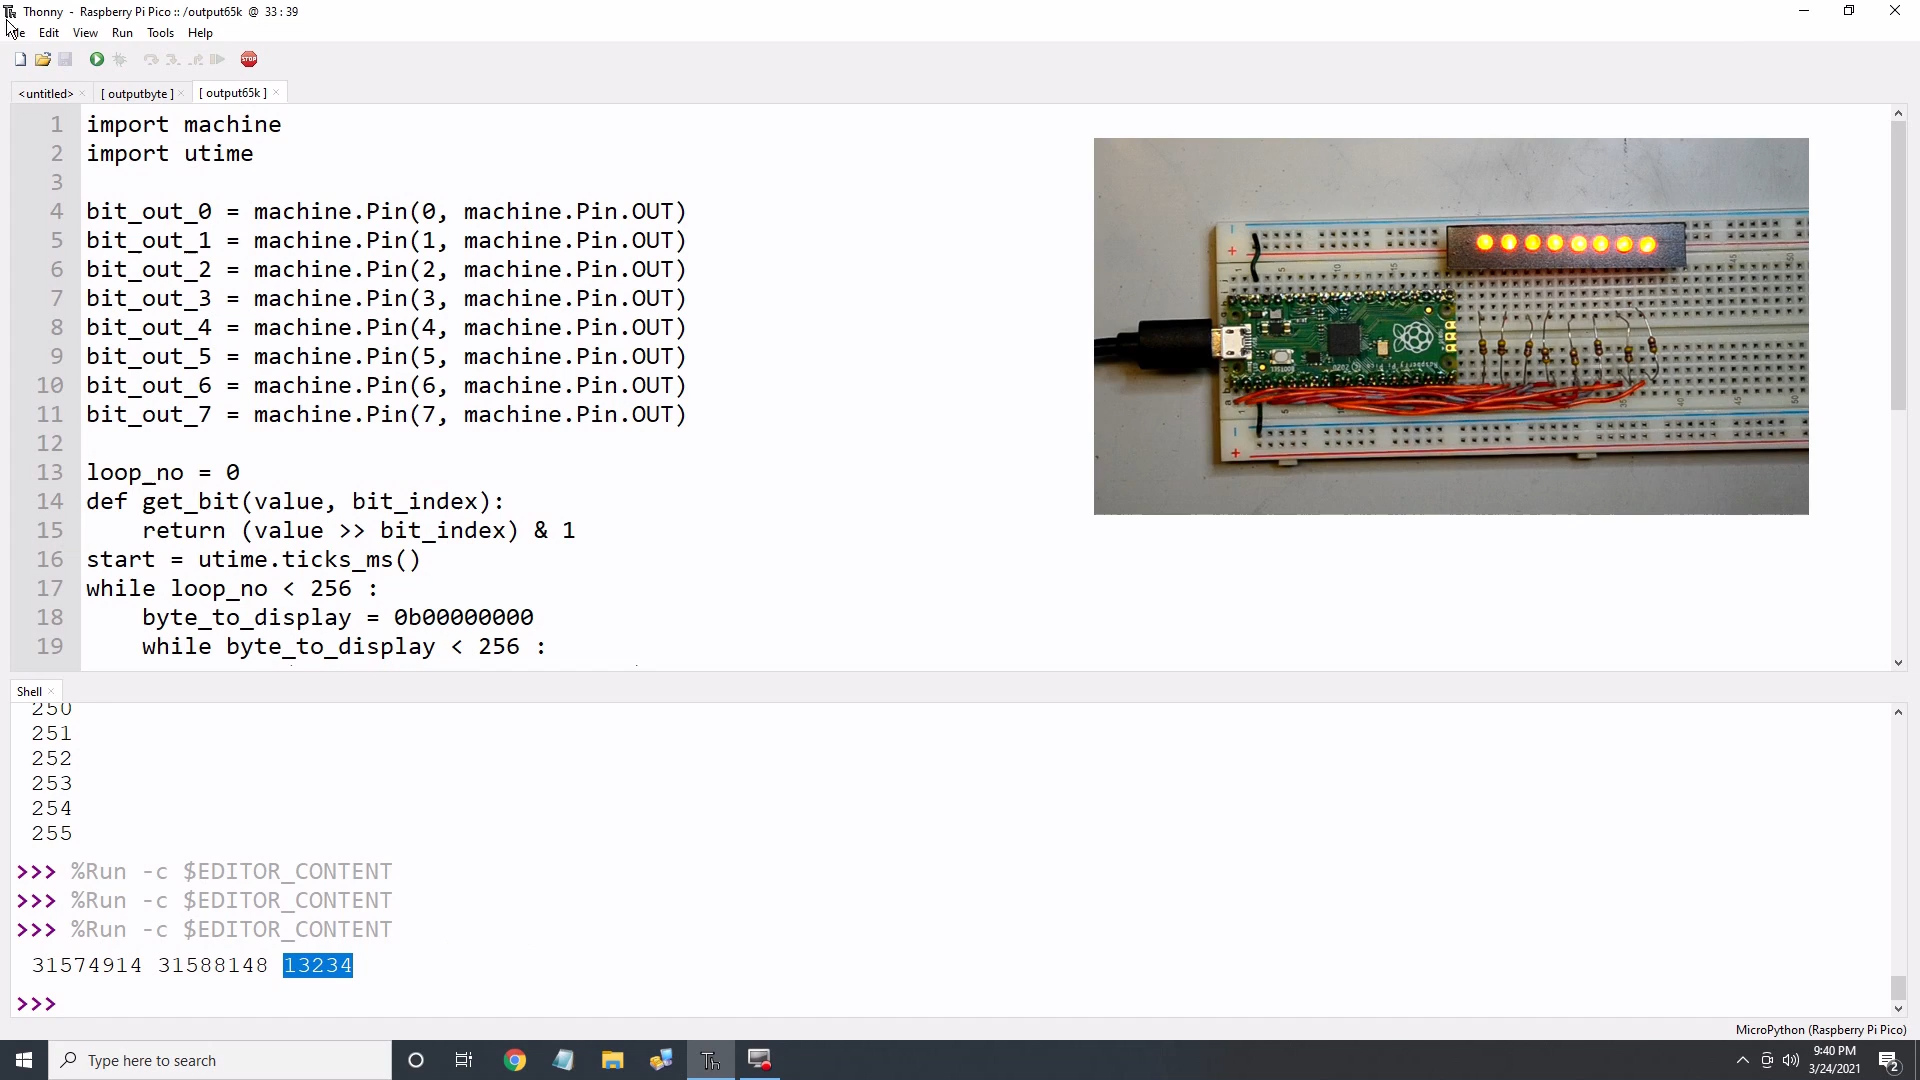 Thonny - Raspberry Pi Pico :: /output65k @ 33 : 39
Edit View Run Tools Help
STOP
<untitled> × [ outputbyte ] × [ output65k ] ×
1 import machine
2 import utime
3
4 bit_out_0 = machine.Pin(0, machine.Pin.OUT)
5 bit_out_1 = machine.Pin(1, machine.Pin.OUT)
6 bit_out_2 = machine.Pin(2, machine.Pin.OUT)
7 bit_out_3 = machine.Pin(3, machine.Pin.OUT)
8 bit_out_4 = machine.Pin(4, machine.Pin.OUT)
9 bit_out_5 = machine.Pin(5, machine.Pin.OUT)
10 bit_out_6 = machine.Pin(6, machine.Pin.OUT)
11 bit_out_7 = machine.Pin(7, machine.Pin.OUT)
12
13 loop_no = 0
14 def get_bit(value, bit_index):
15     return (value >> bit_index) & 1
16 start = utime.ticks_ms()
17 while loop_no < 256 :
18     byte_to_display = 0b00000000
19     while byte_to_display < 256 :
Shell ×
250
251
252
253
254
255
>>> %Run -c $EDITOR_CONTENT
>>> %Run -c $EDITOR_CONTENT
>>> %Run -c $EDITOR_CONTENT
31574914 31588148 13234
>>>
MicroPython (Raspberry Pi Pico)
Type here to search
9:40 PM
3/24/2021
2